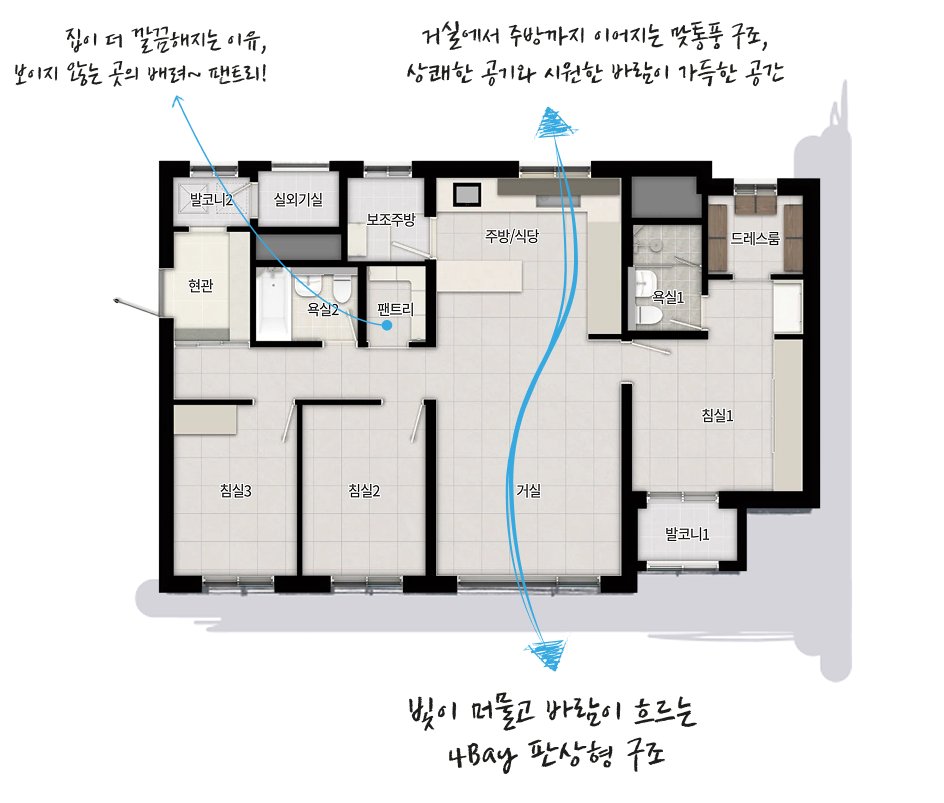 집이 더 깔끔해지는 이유,
보이지 않는 곳의 배려~ 팬트리!
거실에서 주방까지 이어지는 맞통풍 구조,
상쾌한 공기와 시원한 바람이 가득한 공간
발코니2
실외기실
보조주방
주방/식당
드레스룸
현관
욕실2
팬트리
욕실1
침실1
침실3
침실2
거실
발코니1
빛이 머물고 바람이 흐르는
4Bay 판상형 구조